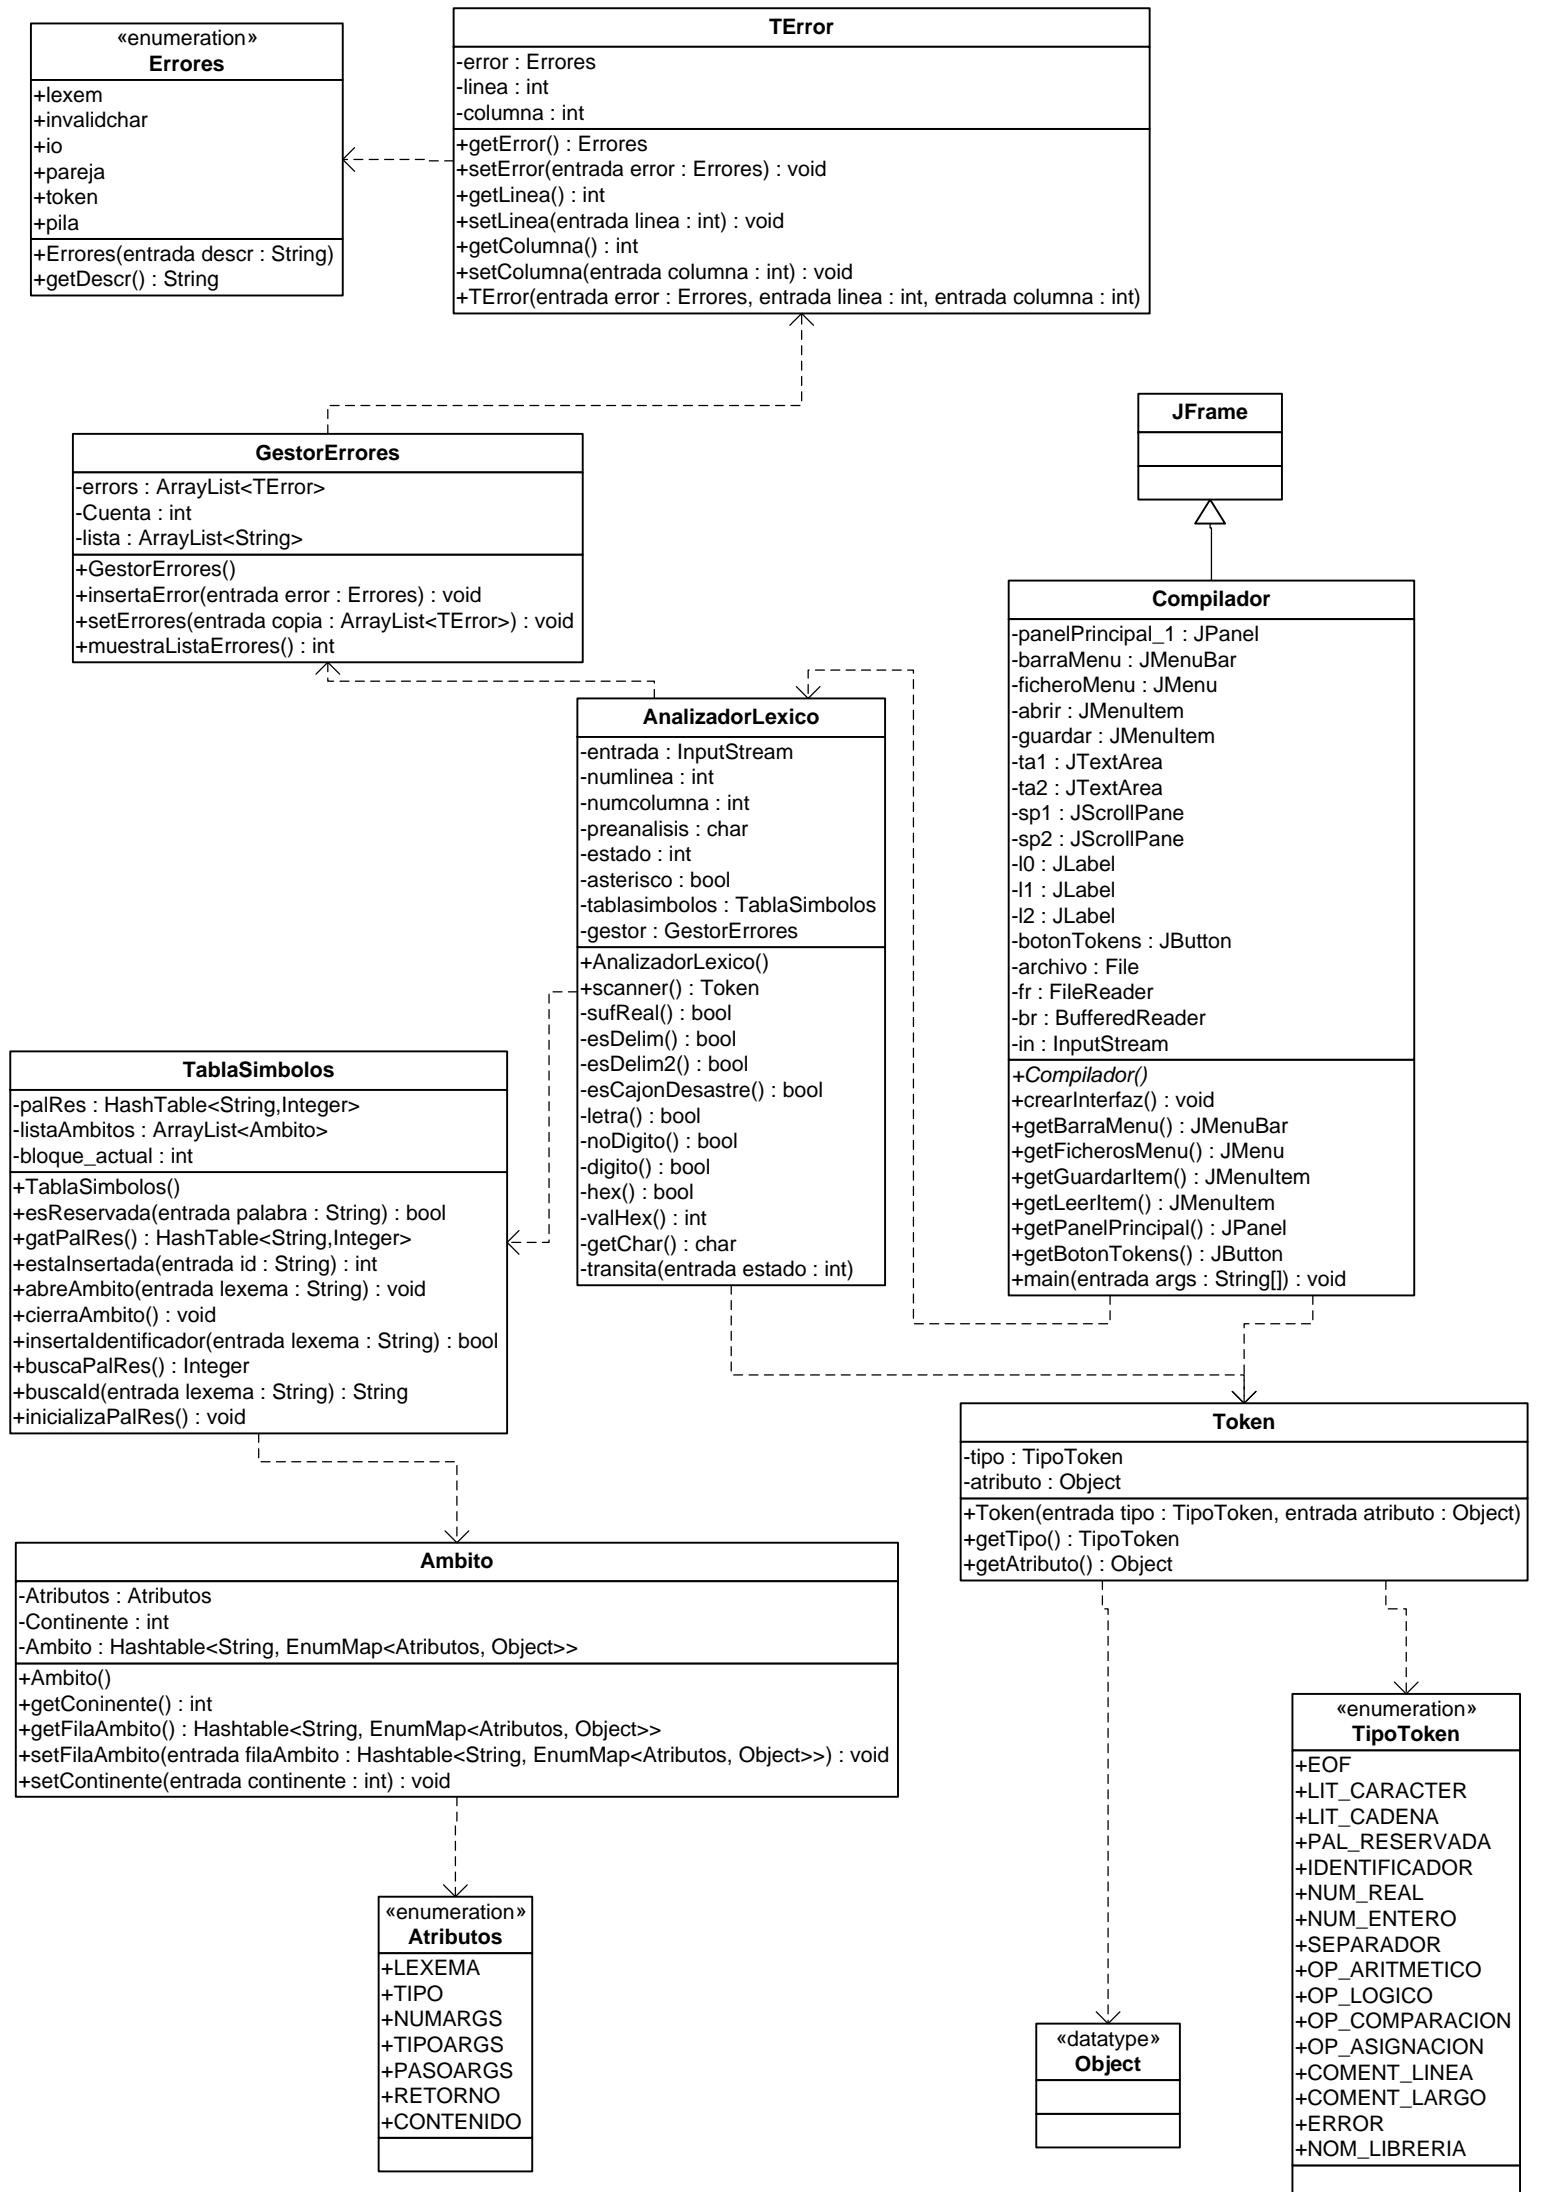 «enumeration»
Errores
+lexem
+invalidchar
+io
+pareja
+token
+pila
+Errores(entrada descr : String)
+getDescr() : String
TError
-error : Errores
-linea : int
-columna : int
+getError() : Errores
+setError(entrada error : Errores) : void
+getLinea() : int
+setLinea(entrada linea : int) : void
+getColumna() : int
+setColumna(entrada columna : int) : void
+TError(entrada error : Errores, entrada linea : int, entrada columna : int)
JFrame
GestorErrores
-errors : ArrayList<TError>
-Cuenta : int
-lista : ArrayList<String>
+GestorErrores()
+insertaError(entrada error : Errores) : void
+setErrores(entrada copia : ArrayList<TError>) : void
+muestraListaErrores() : int
Compilador
-panelPrincipal_1 : JPanel
-barraMenu : JMenuBar
-ficheroMenu : JMenu
-abrir : JMenuItem
-guardar : JMenuItem
-ta1 : JTextArea
-ta2 : JTextArea
-sp1 : JScrollPane
-sp2 : JScrollPane
-l0 : JLabel
-l1 : JLabel
-l2 : JLabel
-botonTokens : JButton
-archivo : File
-fr : FileReader
-br : BufferedReader
-in : InputStream
+Compilador()
+crearInterfaz() : void
+getBarraMenu() : JMenuBar
+getFicherosMenu() : JMenu
+getGuardarItem() : JMenuItem
+getLeerItem() : JMenuItem
+getPanelPrincipal() : JPanel
+getBotonTokens() : JButton
+main(entrada args : String[]) : void
AnalizadorLexico
-entrada : InputStream
-numlinea : int
-numcolumna : int
-preanalisis : char
-estado : int
-asterisco : bool
-tablasimbolos : TablaSimbolos
-gestor : GestorErrores
+AnalizadorLexico()
+scanner() : Token
-sufReal() : bool
-esDelim() : bool
-esDelim2() : bool
-esCajonDesastre() : bool
-letra() : bool
-noDigito() : bool
-digito() : bool
-hex() : bool
-valHex() : int
-getChar() : char
-transita(entrada estado : int)
TablaSimbolos
-palRes : HashTable<String,Integer>
-listaAmbitos : ArrayList<Ambito>
-bloque_actual : int
+TablaSimbolos()
+esReservada(entrada palabra : String) : bool
+gatPalRes() : HashTable<String,Integer>
+estaInsertada(entrada id : String) : int
+abreAmbito(entrada lexema : String) : void
+cierraAmbito() : void
+insertaIdentificador(entrada lexema : String) : bool
+buscaPalRes() : Integer
+buscaId(entrada lexema : String) : String
+inicializaPalRes() : void
Token
-tipo : TipoToken
-atributo : Object
+Token(entrada tipo : TipoToken, entrada atributo : Object)
+getTipo() : TipoToken
+getAtributo() : Object
Ambito
-Atributos : Atributos
-Continente : int
-Ambito : Hashtable<String, EnumMap<Atributos, Object>>
+Ambito()
+getConinente() : int
+getFilaAmbito() : Hashtable<String, EnumMap<Atributos, Object>>
+setFilaAmbito(entrada filaAmbito : Hashtable<String, EnumMap<Atributos, Object>>) : void
+setContinente(entrada continente : int) : void
«enumeration»
TipoToken
+EOF
+LIT_CARACTER
+LIT_CADENA
+PAL_RESERVADA
+IDENTIFICADOR
+NUM_REAL
+NUM_ENTERO
+SEPARADOR
+OP_ARITMETICO
+OP_LOGICO
+OP_COMPARACION
+OP_ASIGNACION
+COMENT_LINEA
+COMENT_LARGO
+ERROR
+NOM_LIBRERIA
«enumeration»
Atributos
+LEXEMA
+TIPO
+NUMARGS
+TIPOARGS
+PASOARGS
+RETORNO
+CONTENIDO
«datatype»
Object